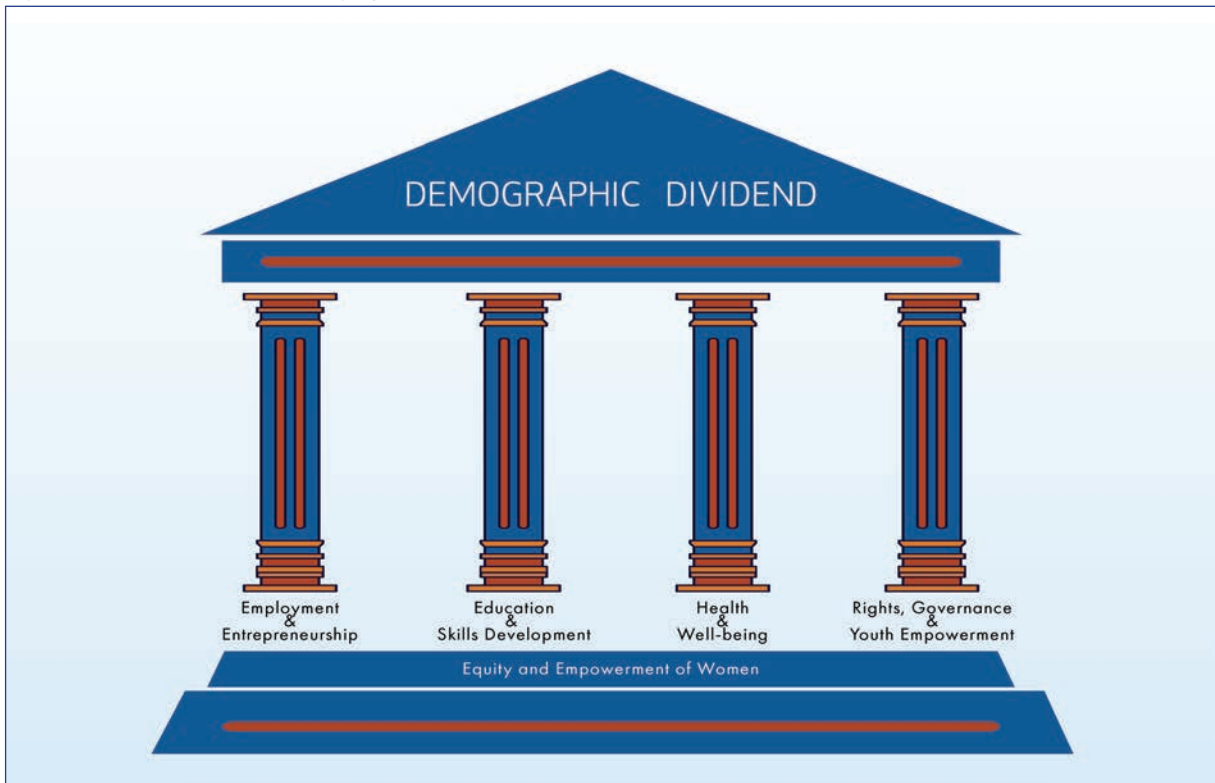 DEMOGRAPHIC DIVIDEND
Employment
&
Entrepreneurship
Education
&
Skills Development
Health
&
Well-being
Rights, Governance
&
Youth Empowerment
Equity and Empowerment of Women